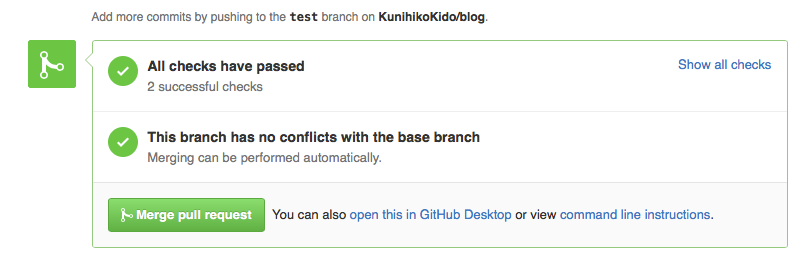 Add more commits by pushing to the test branch on KunihikoKido/blog.
All checks have passed
Show all checks
2 successful checks
This branch has no conflicts with the base branch
Merging can be performed automatically.
Merge pull request You can also open this in GitHub Desktop or view command line instructions.